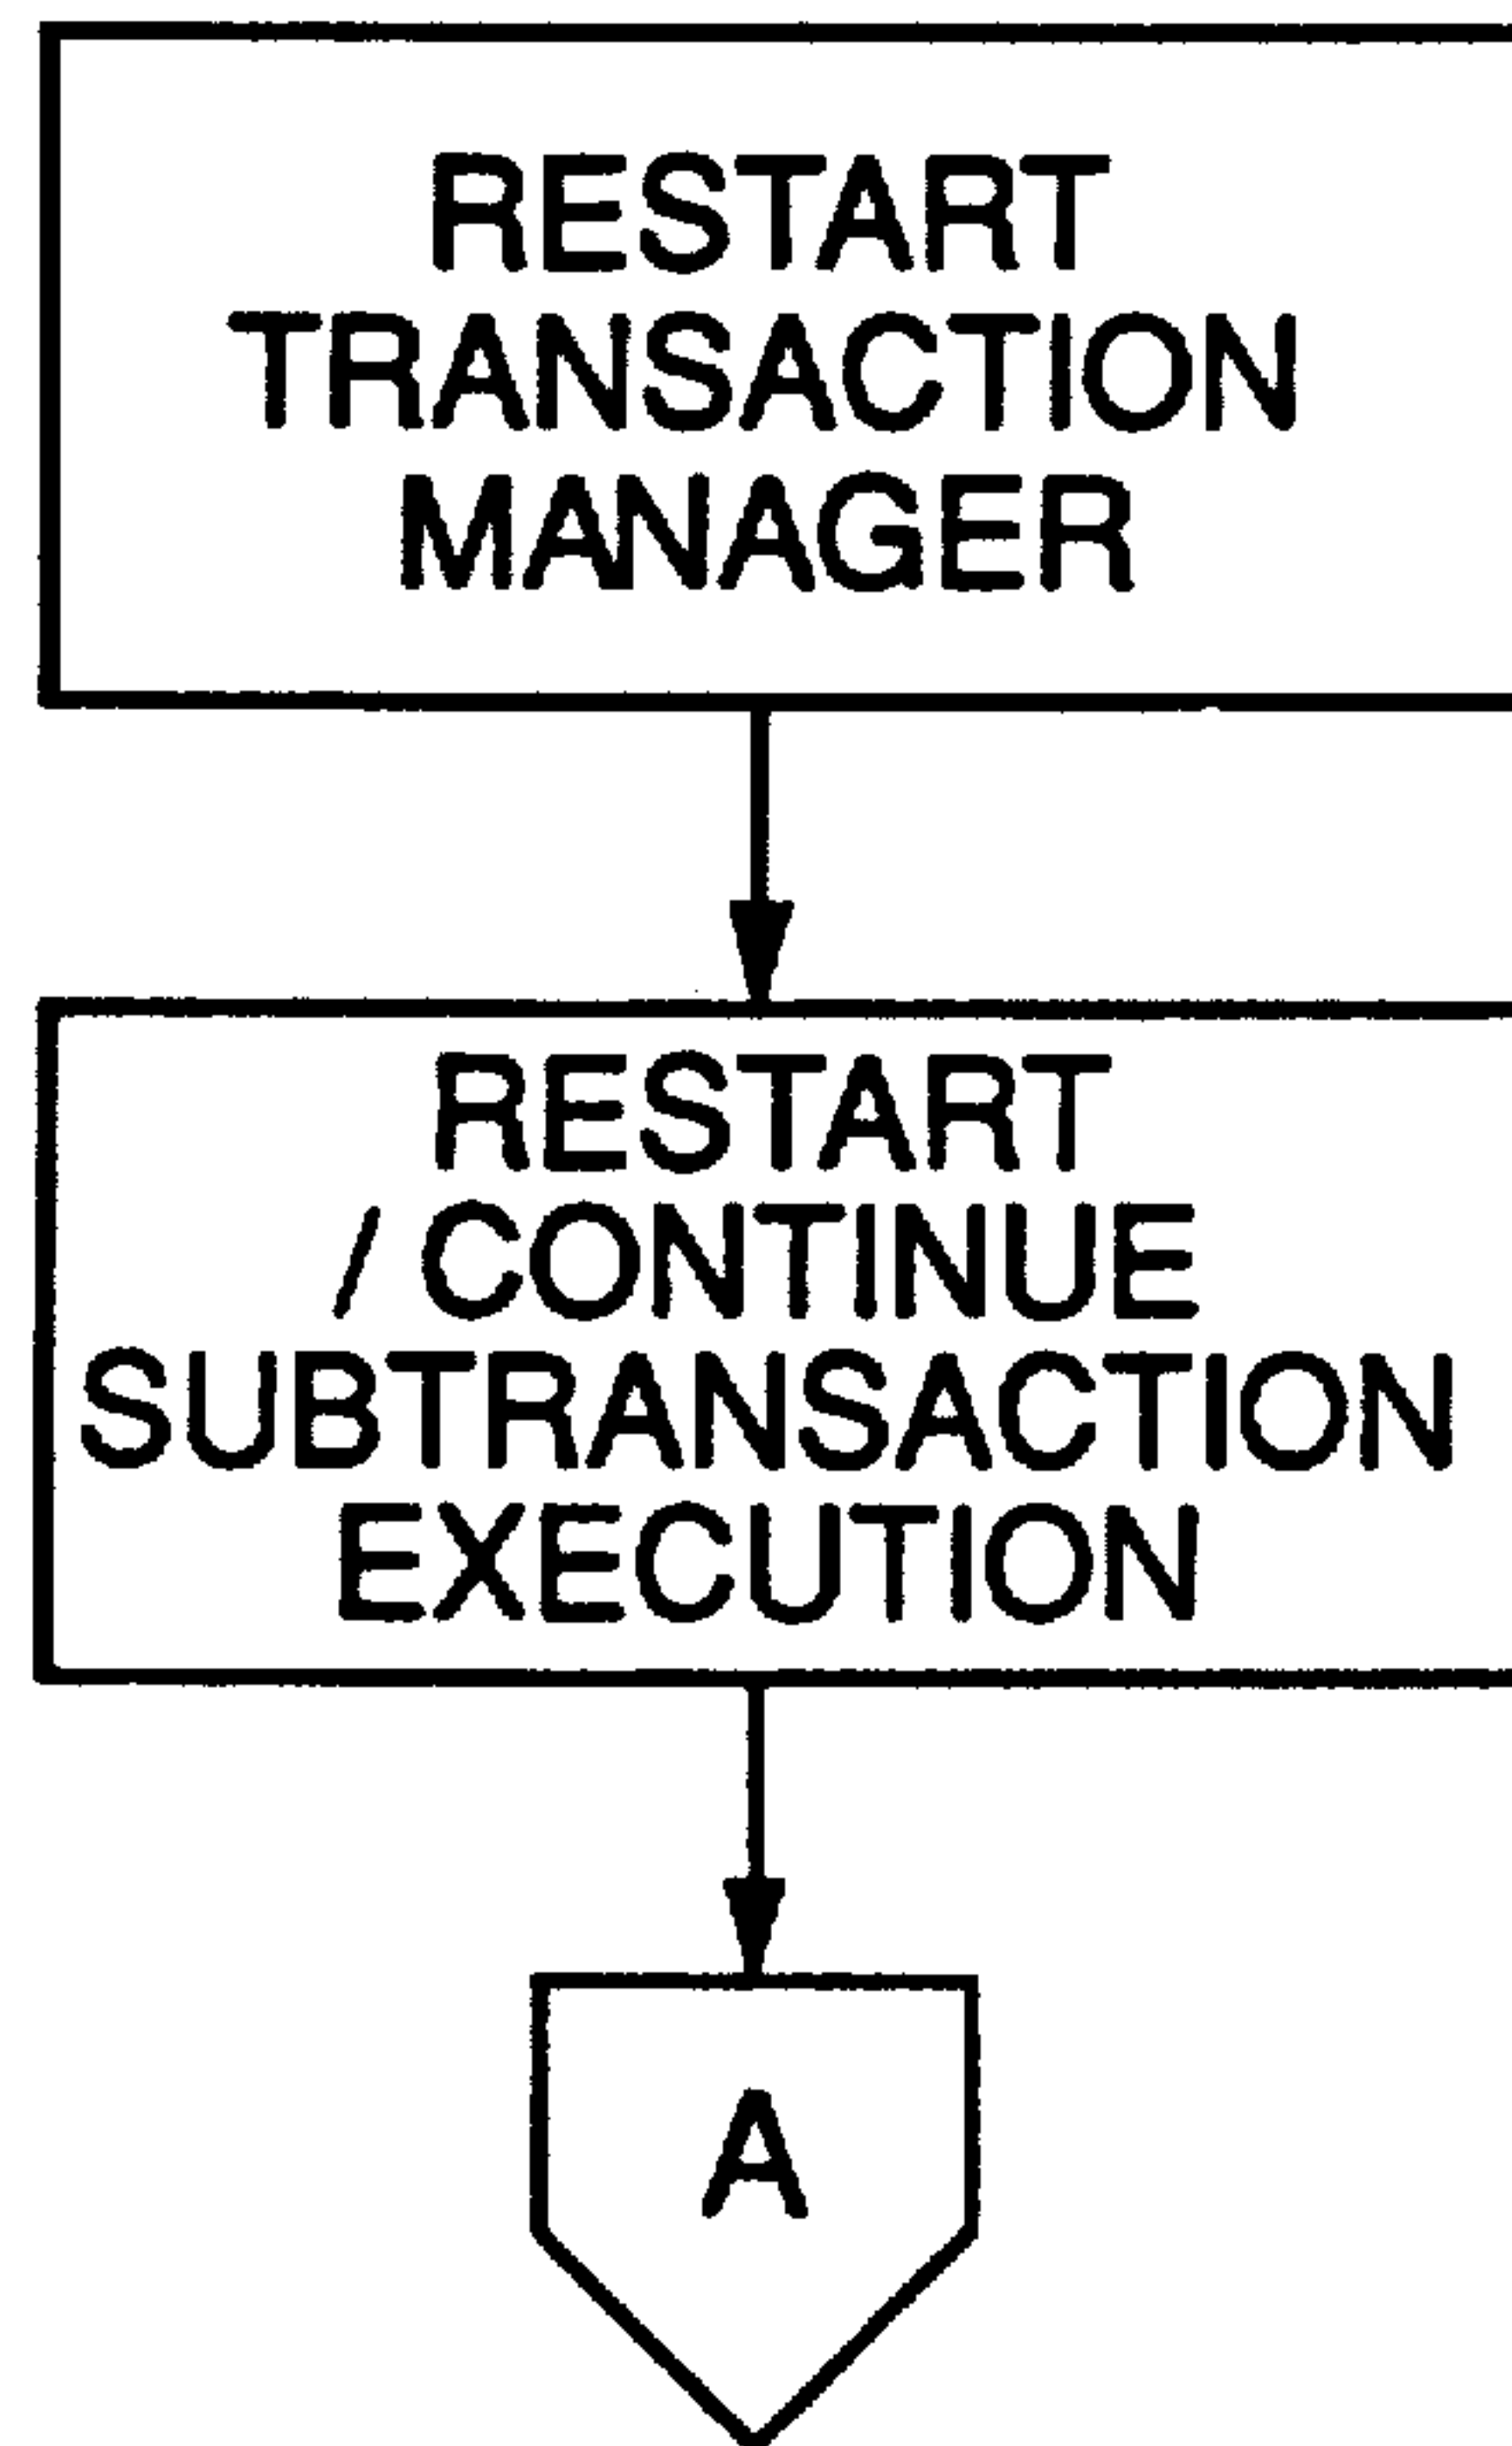 RESTART
TRANSACTION
MANAGER
RESTART
/ CONTINUE
SUBTRANSACTION
EXECUTION
A